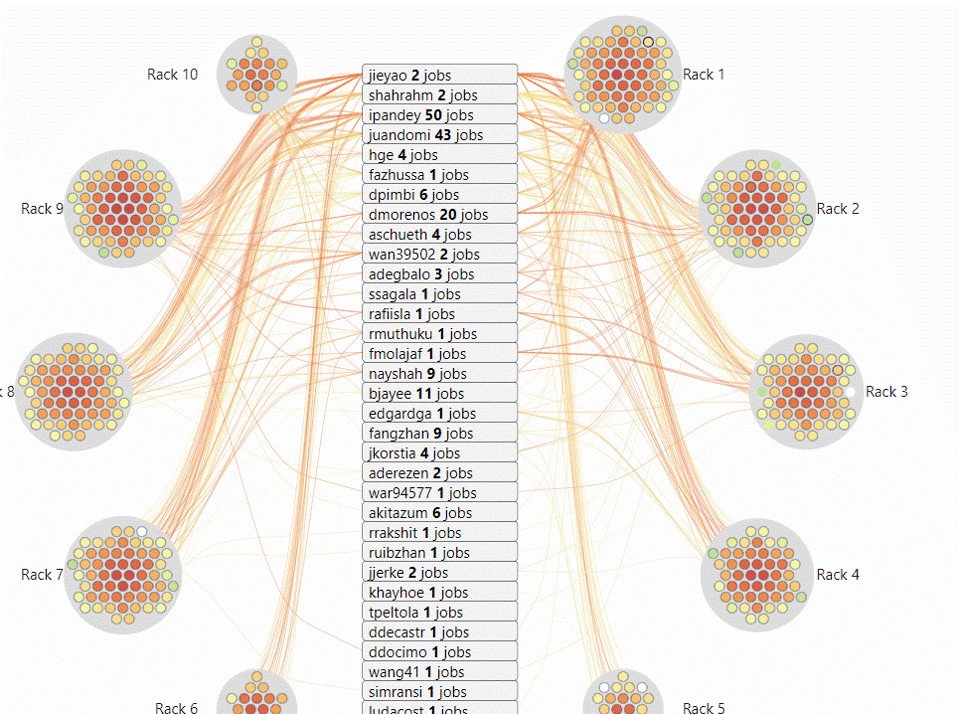 Rack 10
Rack 1
jieyao 2 jobs
shahrahm 2 jobs
ipandey 50 jobs
juandomi 43 jobs
hge 4 jobs
fazhussa 1 jobs
dpimbi 6 jobs
Rack 9
dmorenos 20 jobs
Rack 2
aschueth 4 jobs
wan39502 2 jobs
adegbalo 3 jobs
ssagala 1 jobs
rafiisla 1 jobs
rmuthuku 1 jobs
fmolajaf 1 jobs
nayshah 9 jobs
k 8
bjayee 11 jobs
Rack 3
edgardga 1 jobs
fangzhan 9 jobs
jkorstia 4 jobs
aderezen 2 jobs
war94577 1 jobs
akitazum 6 jobs
rrakshit 1 jobs
ruibzhan 1 jobs
Rack 7
jjerke 2 jobs
Rack 4
khayhoe 1 jobs
tpeltola 1 jobs
ddecastr 1 jobs
ddocimo 1 jobs
wang41 1 jobs
simransi 1 jobs
Rack 6
ludacost 1 jobs
Rack 5